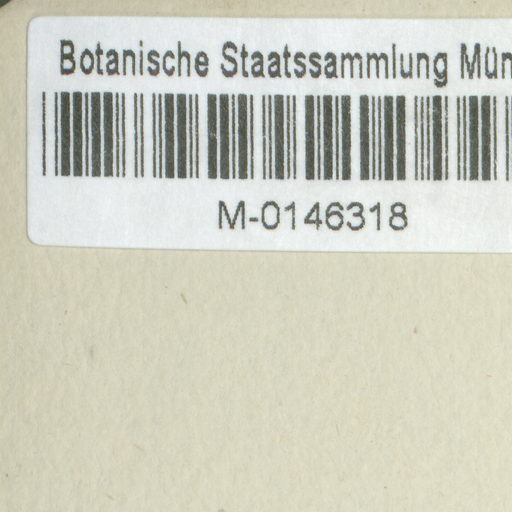 Botanische Staatssammlung Mün
M-0146318